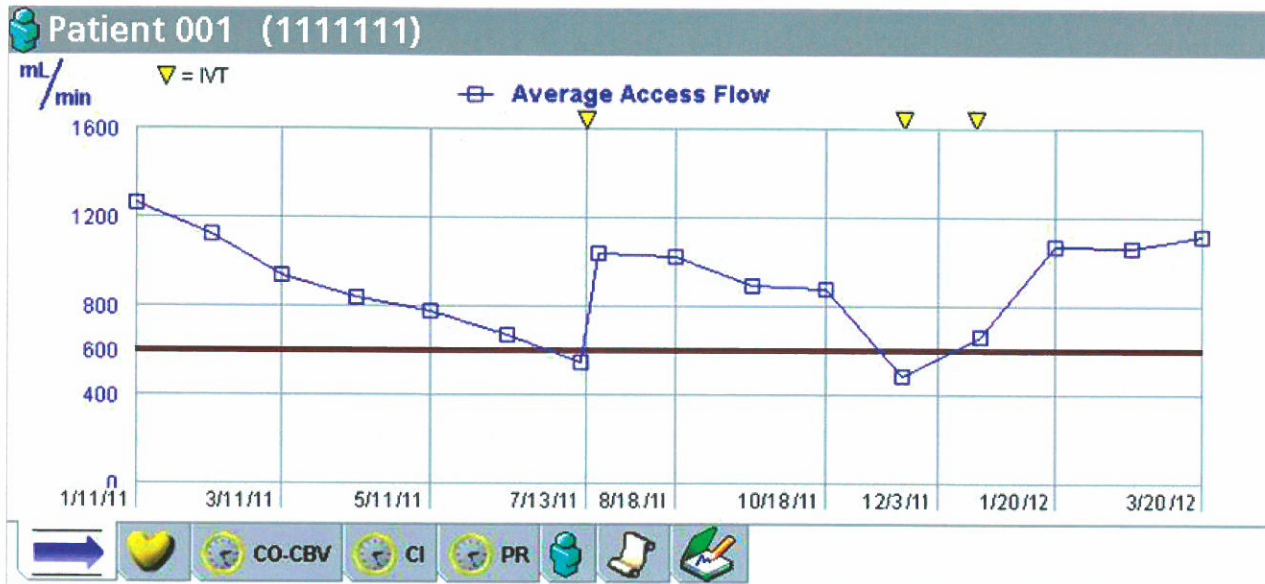 Patient 001 (1111111)
mL/min
= IVT
Average Access Flow
1600
1200
800
600
400
0
1/11/11 3/11/11 5/11/11 7/13/11 8/18/11 10/18/11 12/3/11 1/20/12 3/20/12
CO-CBV CI PR